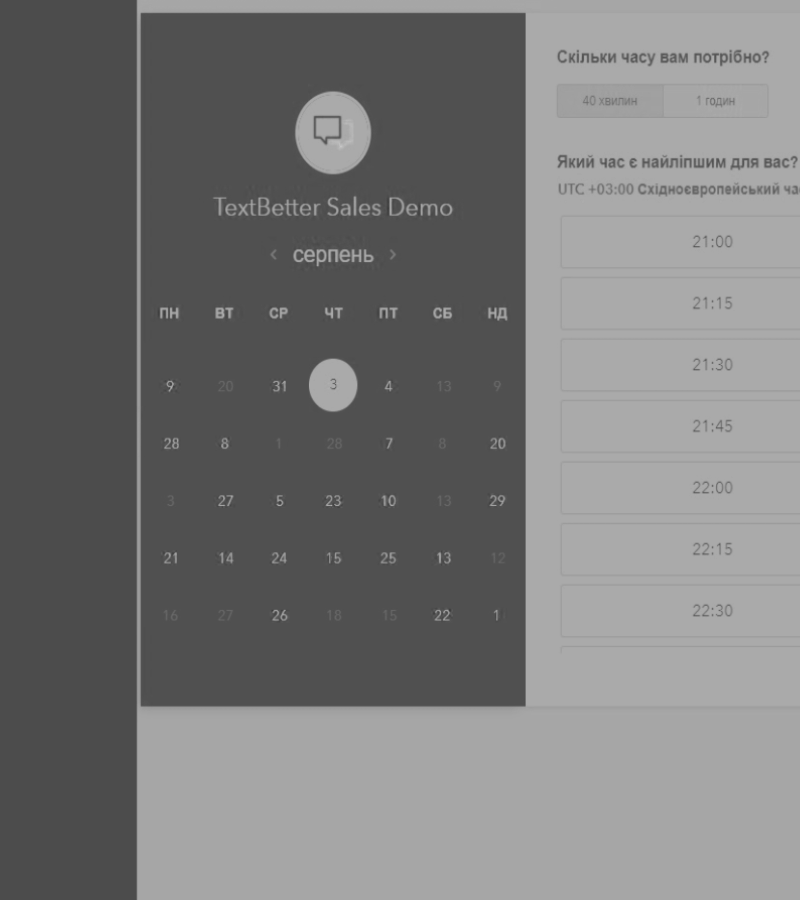 TextBetter Sales Demo
‹ серпень ›
ПН ВТ СР ЧТ ПТ СБ НД
9 20 31 3 4 13 9
28 8 1 28 7 8 20
3 27 5 23 10 13 29
21 14 24 15 25 13 12
16 27 26 18 15 22 1
Скільки часу вам потрібно?
40 хвилин 1 годин
Який час є найліпшим для вас?
UTC +03:00 Східноєвропейський
21:00
21:15
21:30
21:45
22:00
22:15
22:30